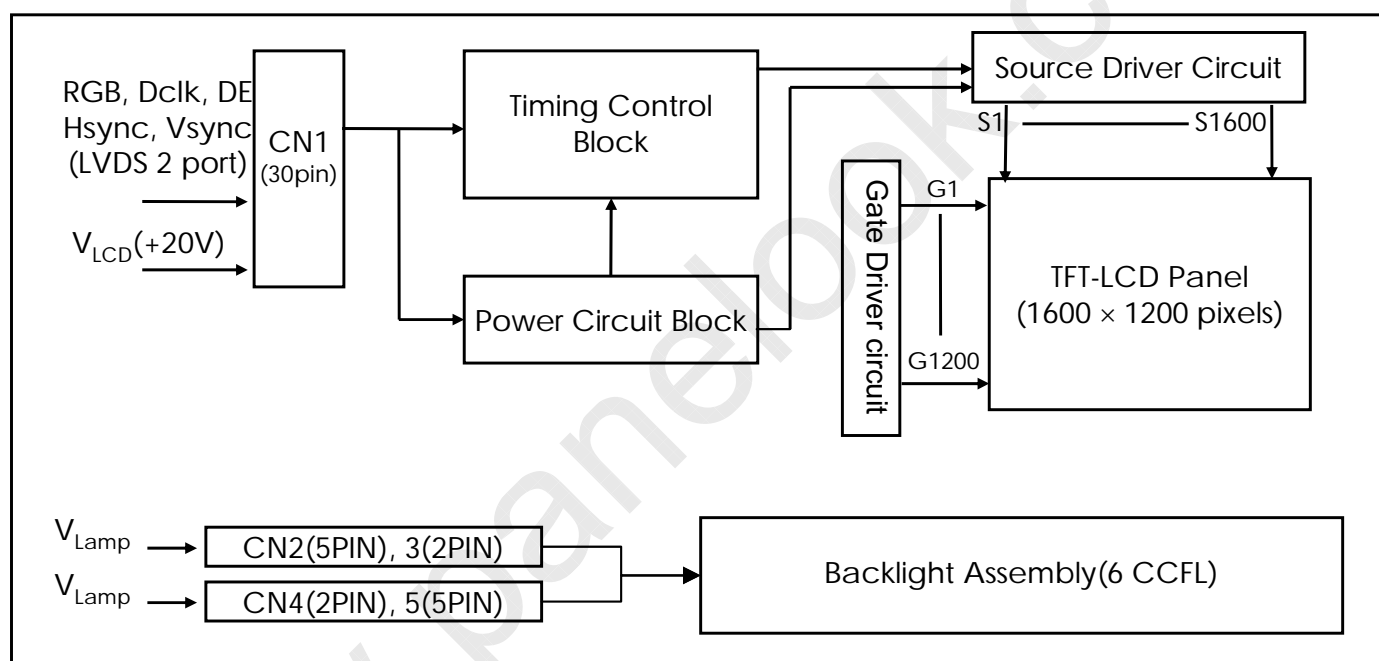 RGB, Dclk, DE
Hsync, Vsync
(LVDS 2 port)
VLCD(+20V)
CN1
(30pin)
Timing Control
Block
Power Circuit Block
Source Driver Circuit
S1
S1600
Gate Driver circuit
G1
G1200
TFT-LCD Panel
(1600 × 1200 pixels)
VLamp
CN2(5PIN), 3(2PIN)
VLamp
CN4(2PIN), 5(5PIN)
Backlight Assembly(6 CCFL)
panelook.c